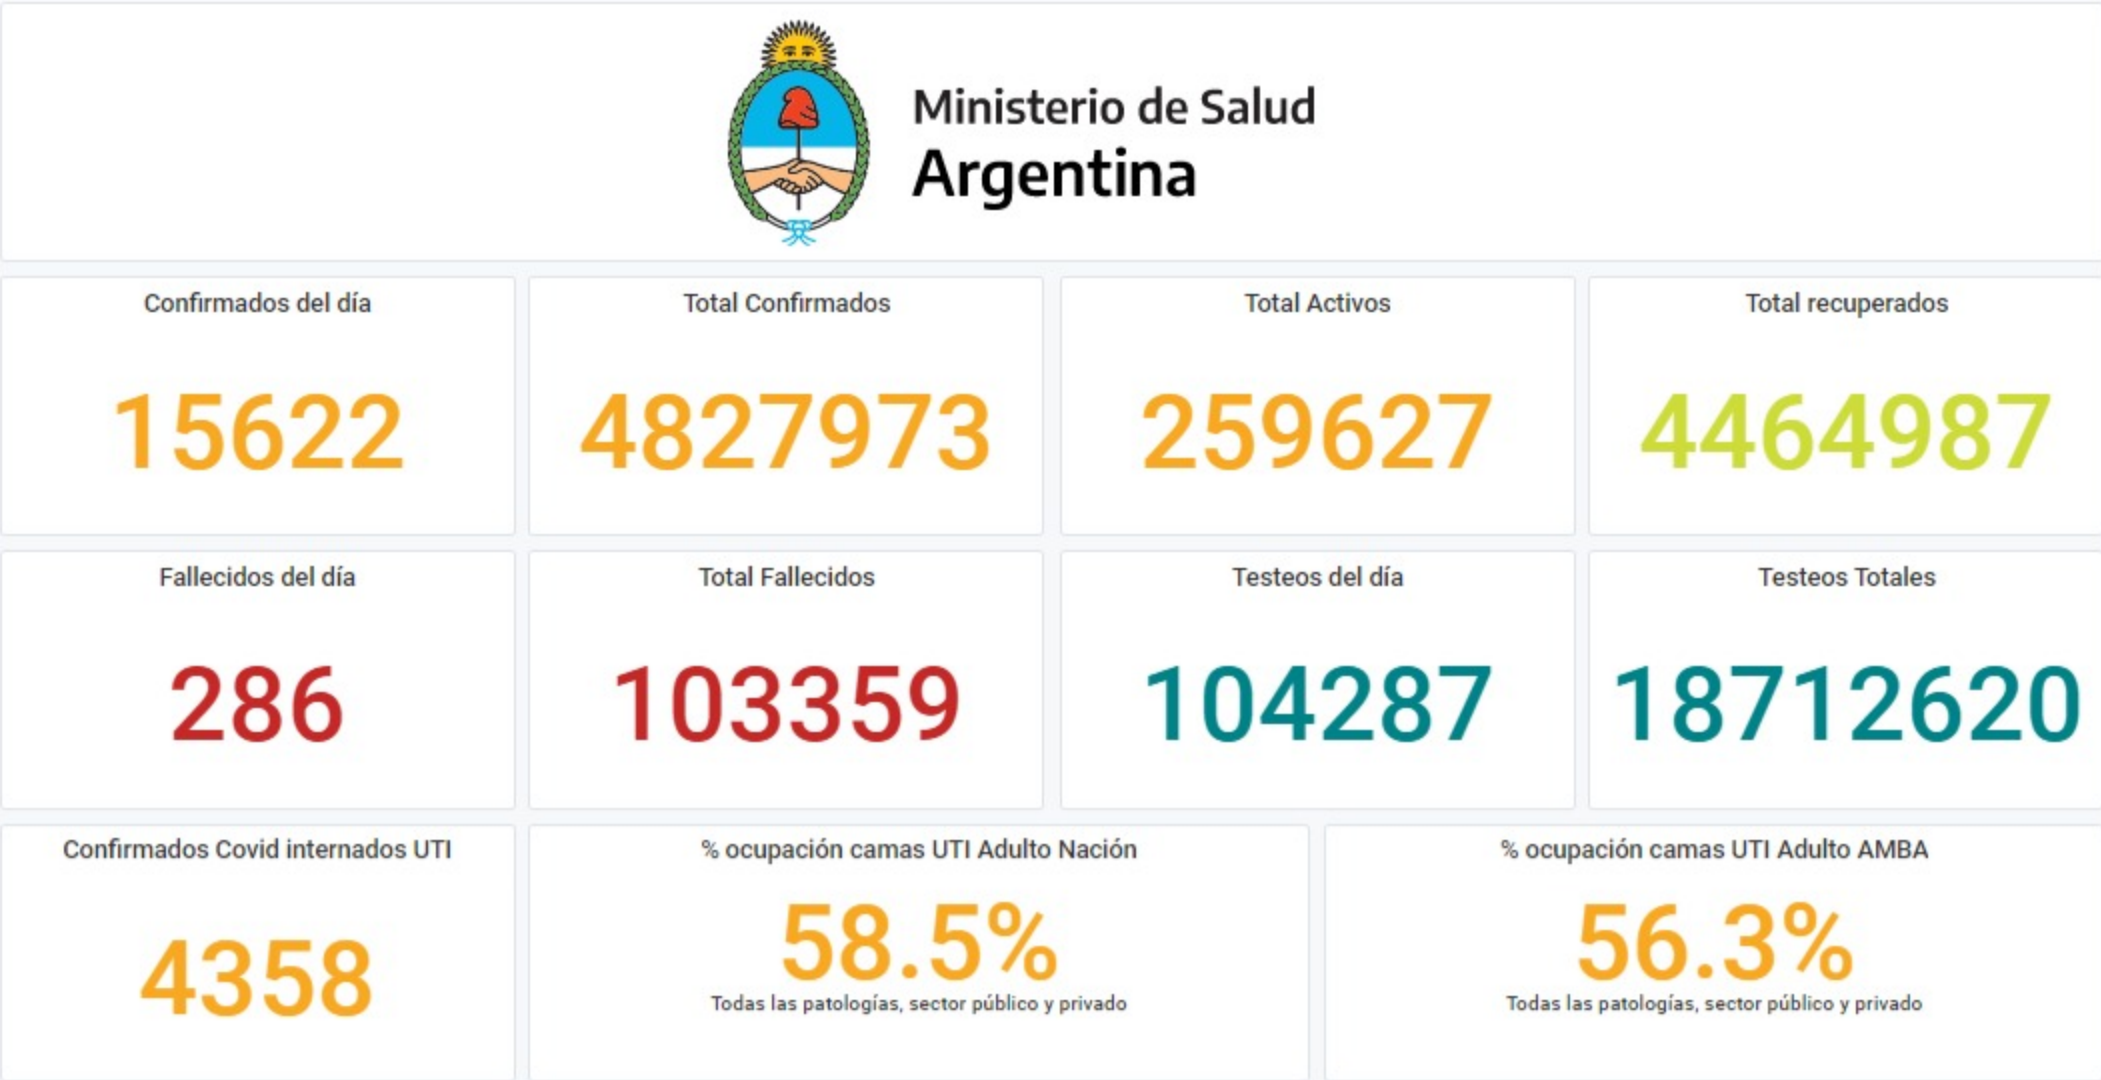 Ministerio de Salud
Argentina
Confirmados del día
15622
Total Confirmados
4827973
Total Activos
259627
Total recuperados
4464987
Fallecidos del día
286
Total Fallecidos
103359
Testeos del día
104287
Testeos Totales
18712620
Confirmados Covid internados UTI
4358
% ocupación camas UTI Adulto Nación
58.5%
Todas las patologías, sector público y privado
% ocupación camas UTI Adulto AMBA
56.3%
Todas las patologías, sector público y privado